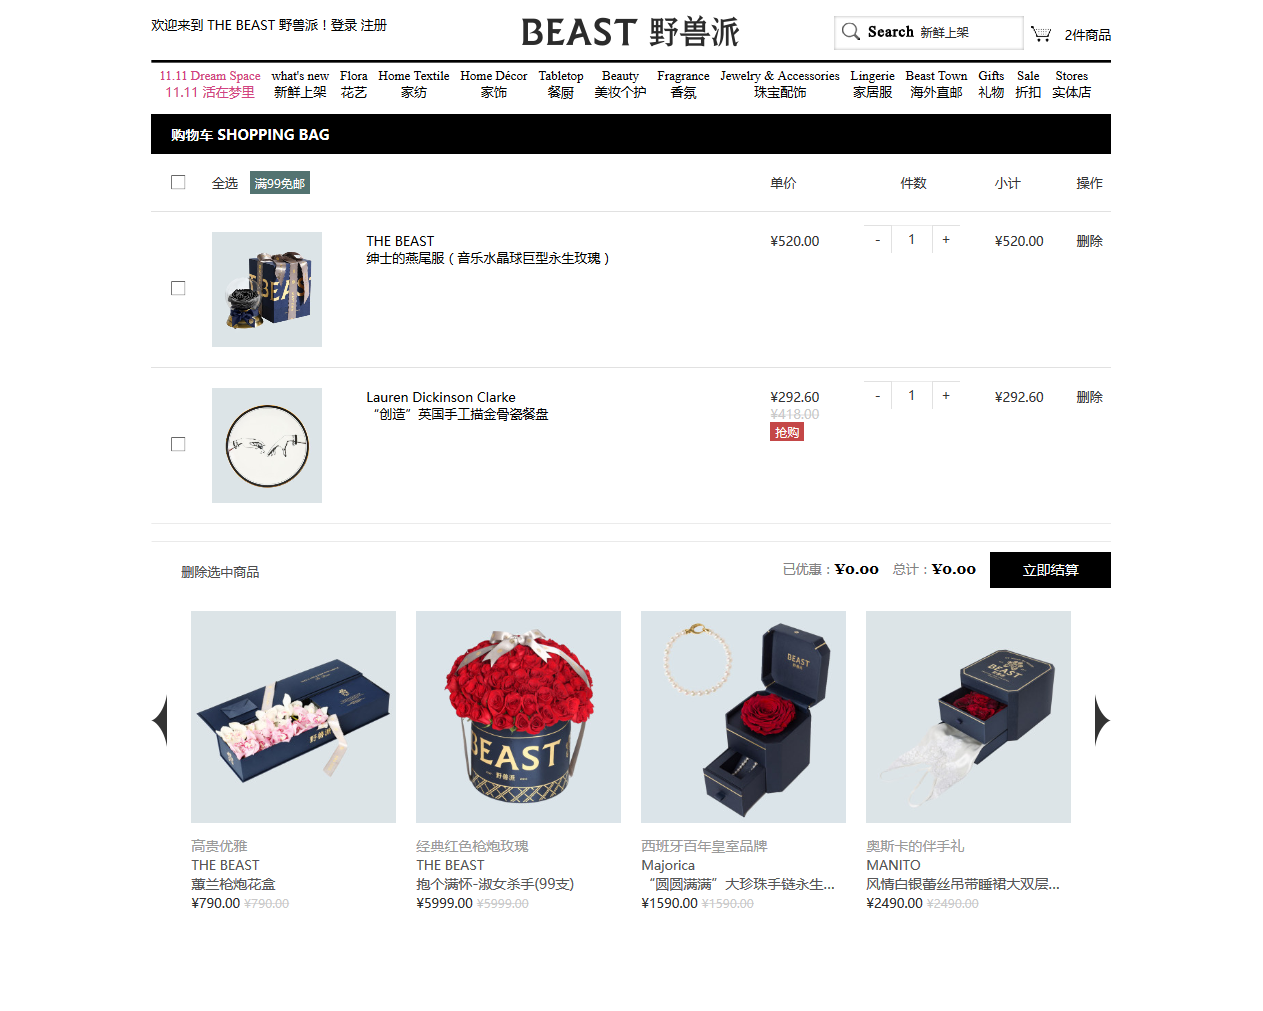 欢迎来到 THE BEAST 野兽派！登录 注册
BEAST 野兽派
Search 新鲜上架
2件商品
11.11 Dream Space what's new Flora Home Textile Home Décor Tabletop Beauty Fragrance Jewelry & Accessories Lingerie Beast Town Gifts Sale Stores
11.11 活在梦里 新鲜上架 花艺 家纺 家饰 餐厨 美妆个护 香氛 珠宝配饰 家居服 海外直邮 礼物 折扣 实体店
购物车 SHOPPING BAG
全选 满99免邮 单价 件数 小计 操作
THE BEAST ¥520.00 - 1 + ¥520.00 删除
绅士的燕尾服（音乐水晶球巨型永生玫瑰）
BEAST
Lauren Dickinson Clarke ¥292.60 - 1 + ¥292.60 删除
“创造”英国手工描金骨瓷餐盘 ¥418.00
抢购
删除选中商品 已优惠：¥0.00 总计：¥0.00 立即结算
野兽派
BEAST
野兽派
BEAST
BEAST
高贵优雅
THE BEAST
蕙兰枪炮花盒
¥790.00 ¥790.00
经典红色枪炮玫瑰
THE BEAST
抱个满怀-淑女杀手(99支)
¥5999.00 ¥5999.00
西班牙百年皇室品牌
Majorica
“圆圆满满”大珍珠手链永生...
¥1590.00 ¥1590.00
奥斯卡的伴手礼
MANITO
风情白银蕾丝吊带睡裙大双层...
¥2490.00 ¥2490.00